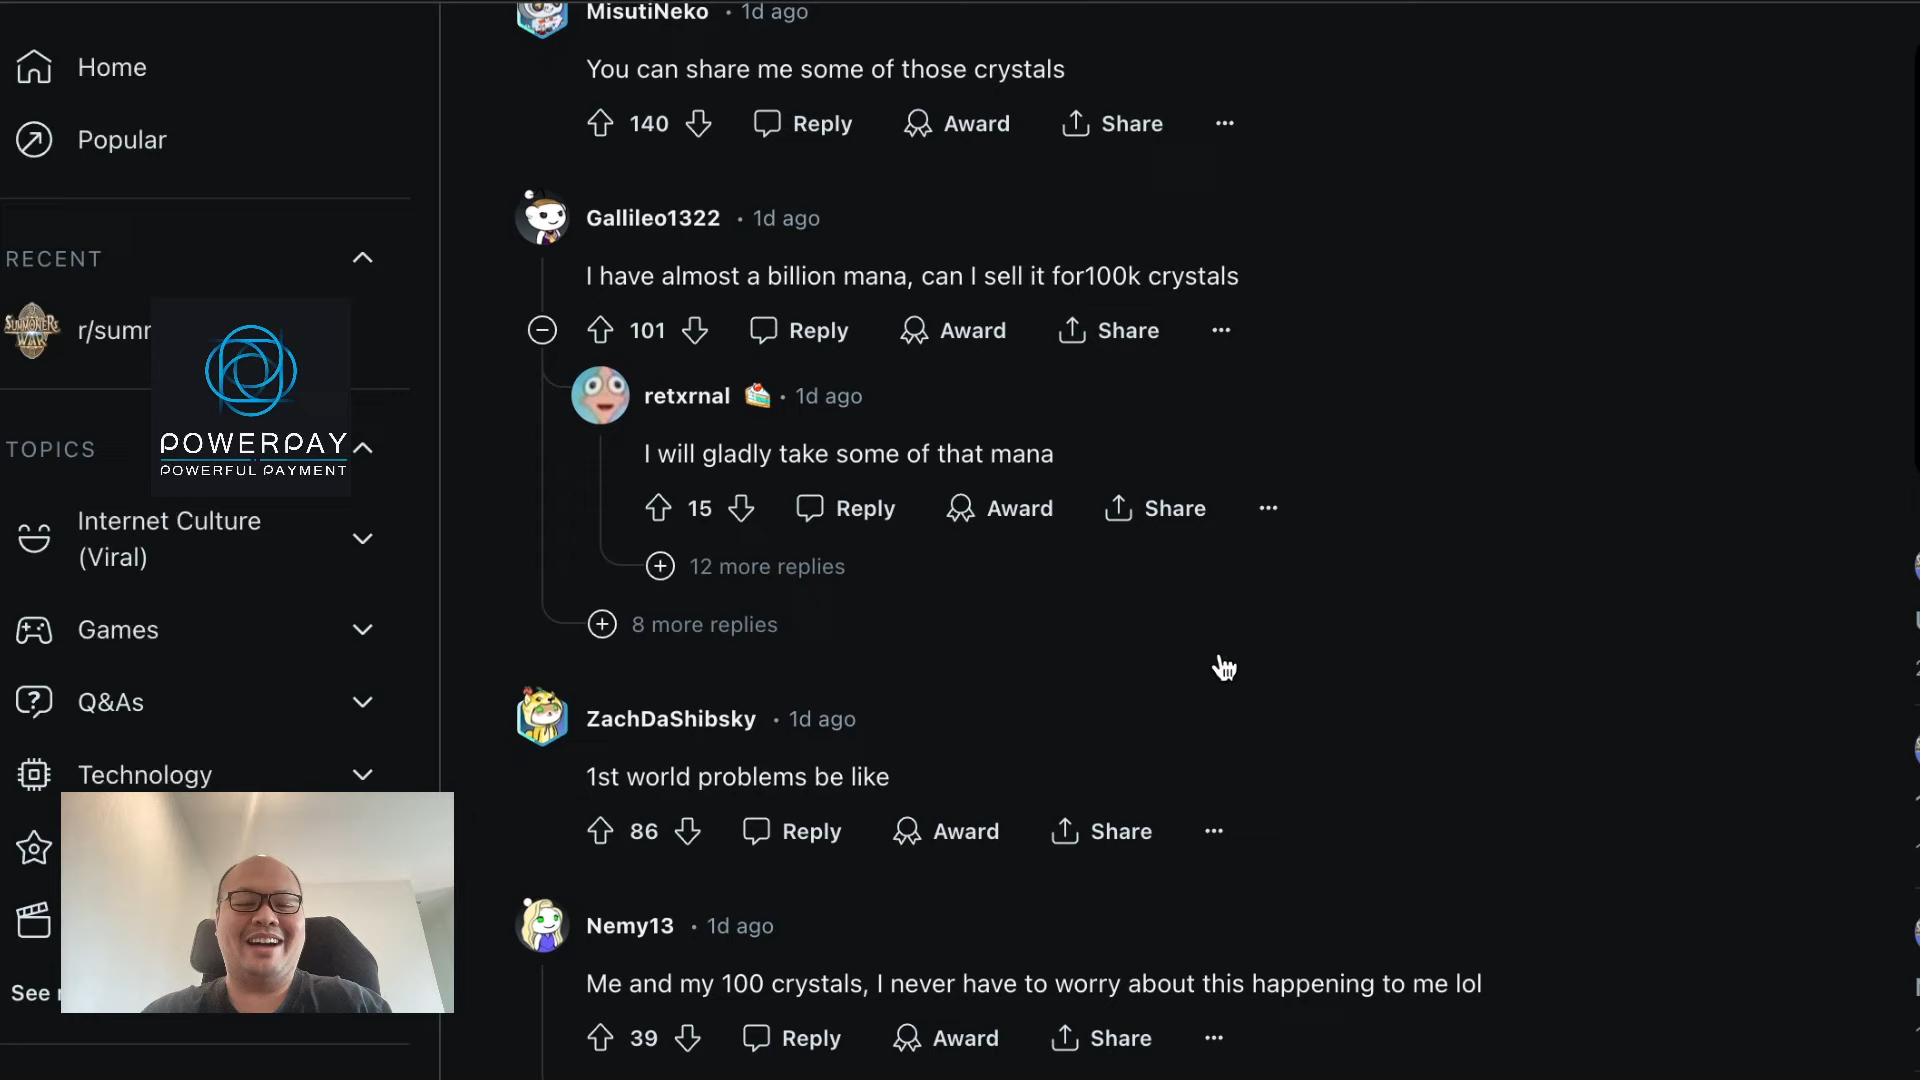 MisutiNeko • 1d ago
You can share me some of those crystals
140 Reply Award Share
Home
Popular
RECENT
SUMMONERS WAR
r/summ
Gallileo1322 • 1d ago
I have almost a billion mana, can I sell it for100k crystals
101 Reply Award Share
retxrnal • 1d ago
I will gladly take some of that mana
15 Reply Award Share
12 more replies
8 more replies
POWERPAY
POWERFUL PAYMENT
TOPICS
Internet Culture
(Viral)
Games
Q&As
Technology
See
ZachDaShibsky • 1d ago
1st world problems be like
86 Reply Award Share
Nemy13 • 1d ago
Me and my 100 crystals, I never have to worry about this happening to me lol
39 Reply Award Share